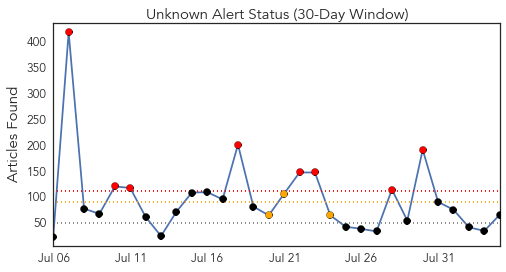 Unknown Alert Status (30-Day Window)
Articles Found
400
350
300
250
200
150
100
50
Jul 06
Jul 11
Jul 16
Jul 21
Jul 26
Jul 31